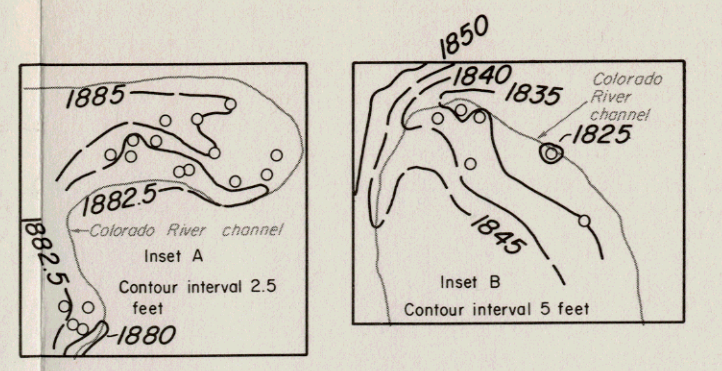 1885
1882.5
Colorado River channel
1882.5
Inset A
Contour interval 2.5
feet
1880
1850
1840
1835
Colorado
River
channel
1825
1845
Inset B
Contour interval 5 feet